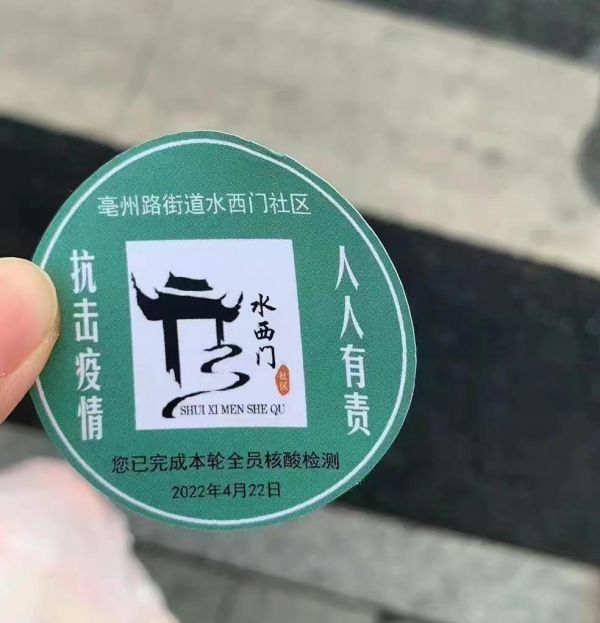 亳州路街道水西门社区
抗击疫情
人人有责
水西门
社区
SHUI XI MEN SHE QU
您已完成本轮全员核酸检测
2022年4月22日